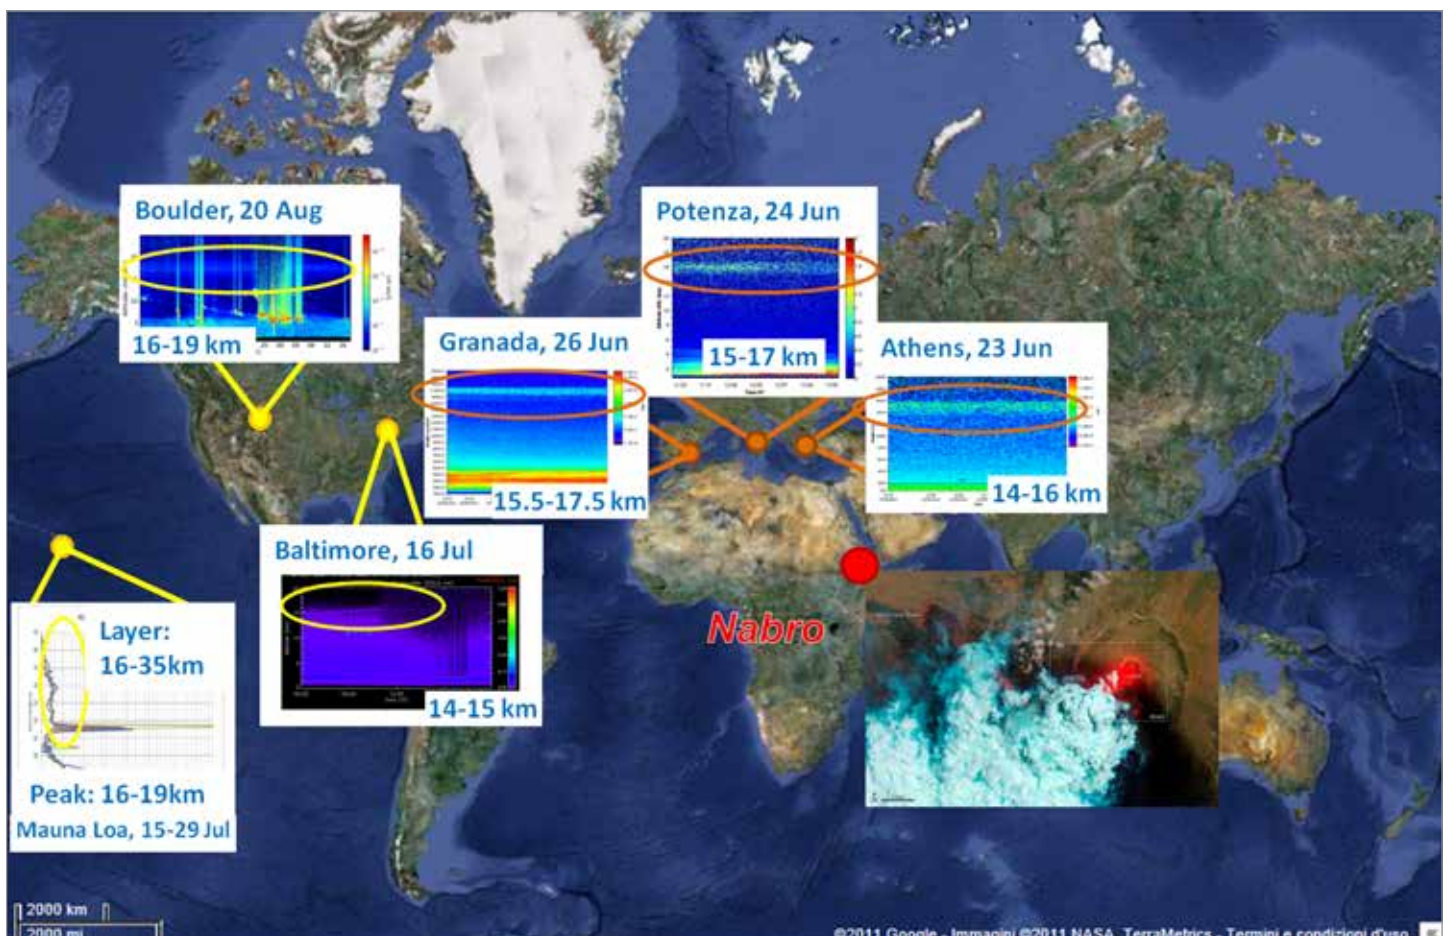 Boulder, 20 Aug
16-19 km
Potenza, 24 Jun
15-17 km
Granada, 26 Jun
15.5-17.5 km
Athens, 23 Jun
14-16 km
Baltimore, 16 Jul
14-15 km
Layer:
16-35km
Peak: 16-19km
Mauna Loa, 15-29 Jul
Nabro
2000 km
2000 mi
©2011 Google - Immagini ©2011 NASA, TerraMetrics - Termini e condizioni d'uso